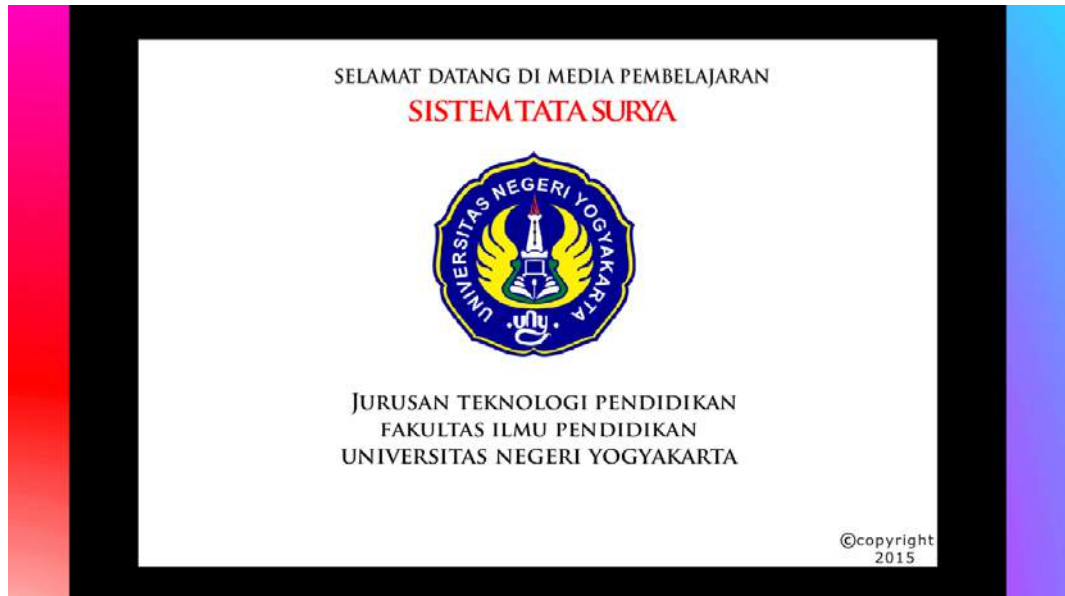 SELAMAT DATANG DI MEDIA PEMBELAJARAN
SISTEM TATA SURYA
UNIVERSITAS NEGERI YOGYAKARTA
uny
JURUSAN TEKNOLOGI PENDIDIKAN
FAKULTAS ILMU PENDIDIKAN
UNIVERSITAS NEGERI YOGYAKARTA
©copyright
2015